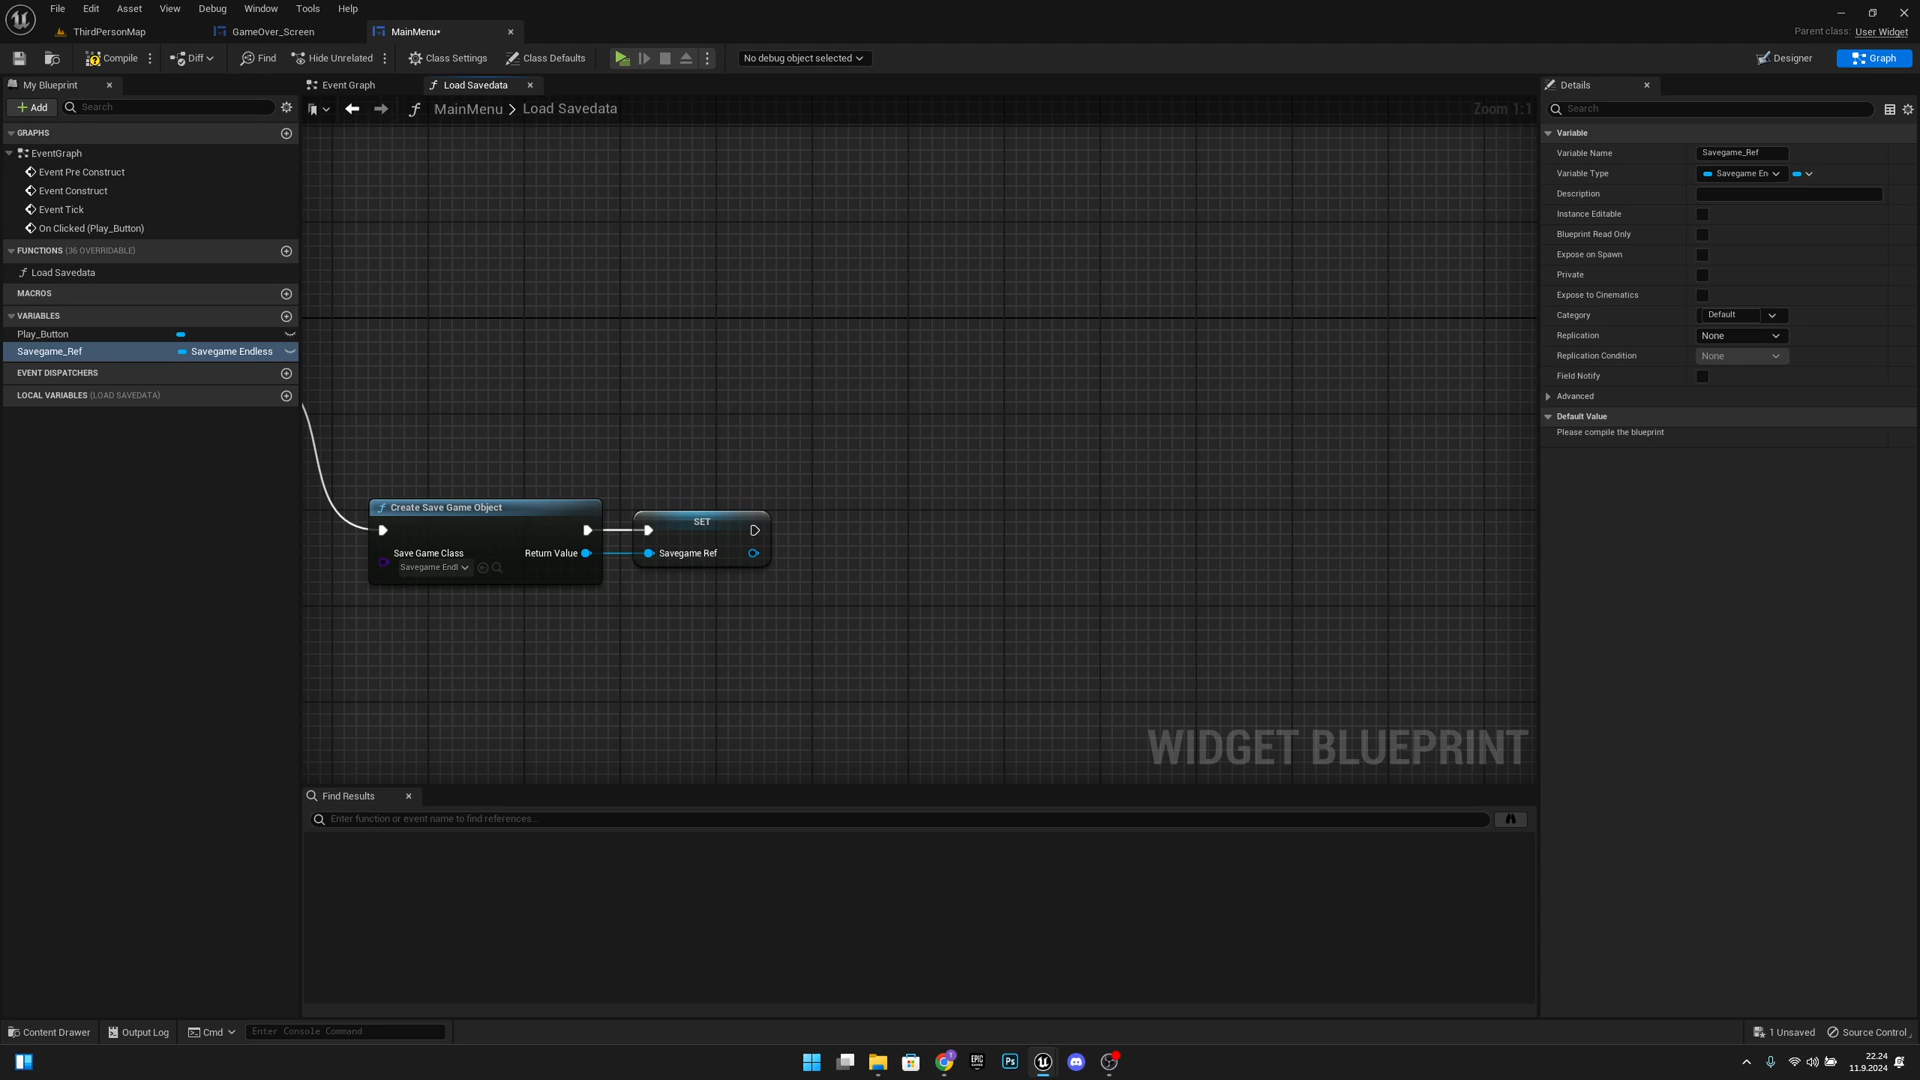 File Edit Asset View Debug Window Tools Help
ThirdPersonMap GameOver_Screen MainMenu*
Parent class: User Widget
Compile Diff Find Hide Unrelated Class Settings Class Defaults No debug object selected Designer Graph
My Blueprint
Event Graph Load Savedata
Details
Add Search
MainMenu > Load Savedata
Zoom 1:1
Search
GRAPHS
EventGraph
Event Pre Construct
Event Construct
Event Tick
On Clicked (Play_Button)
FUNCTIONS (36 OVERRIDABLE)
Load Savedata
MACROS
VARIABLES
Play_Button
Savegame_Ref Savegame Endless
EVENT DISPATCHERS
LOCAL VARIABLES (LOAD SAVEDATA)
Create Save Game Object
Save Game Class Return Value
Savegame Endl
SET
Savegame Ref
WIDGET BLUEPRINT
Variable
Variable Name Savegame_Ref
Variable Type Savegame En
Description
Instance Editable
Blueprint Read Only
Expose on Spawn
Private
Expose to Cinematics
Category Default
Replication None
Replication Condition None
Field Notify
Advanced
Default Value
Please compile the blueprint
Find Results
Enter function or event name to find references...
Content Drawer Output Log Cmd Enter Console Command
1 Unsaved Source Control
EPIC
Ps
22.24
11.9.2024